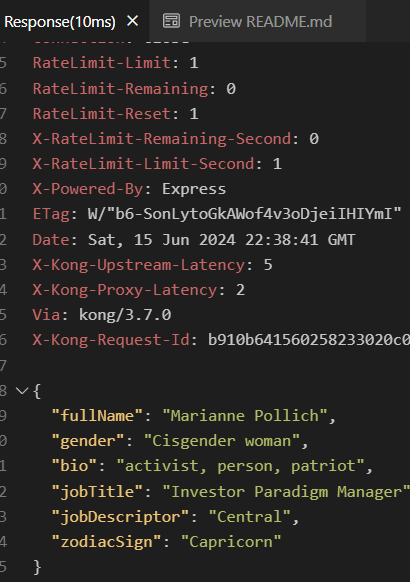 Response(10ms) Preview README.md
5 RateLimit-Limit: 1
6 RateLimit-Remaining: 0
7 RateLimit-Reset: 1
8 X-RateLimit-Remaining-Second: 0
9 X-RateLimit-Limit-Second: 1
0 X-Powered-By: Express
1 ETag: W/"b6-SonLytoGkAWof4v3oDjeiIHIYmI"
2 Date: Sat, 15 Jun 2024 22:38:41 GMT
3 X-Kong-Upstream-Latency: 5
4 X-Kong-Proxy-Latency: 2
5 Via: kong/3.7.0
6 X-Kong-Request-Id: b910b641560258233020c0
7
8 {
9 "fullName": "Marianne Pollich",
0 "gender": "Cisgender woman",
1 "bio": "activist, person, patriot",
2 "jobTitle": "Investor Paradigm Manager"
3 "jobDescriptor": "Central",
4 "zodiacSign": "Capricorn"
5 }